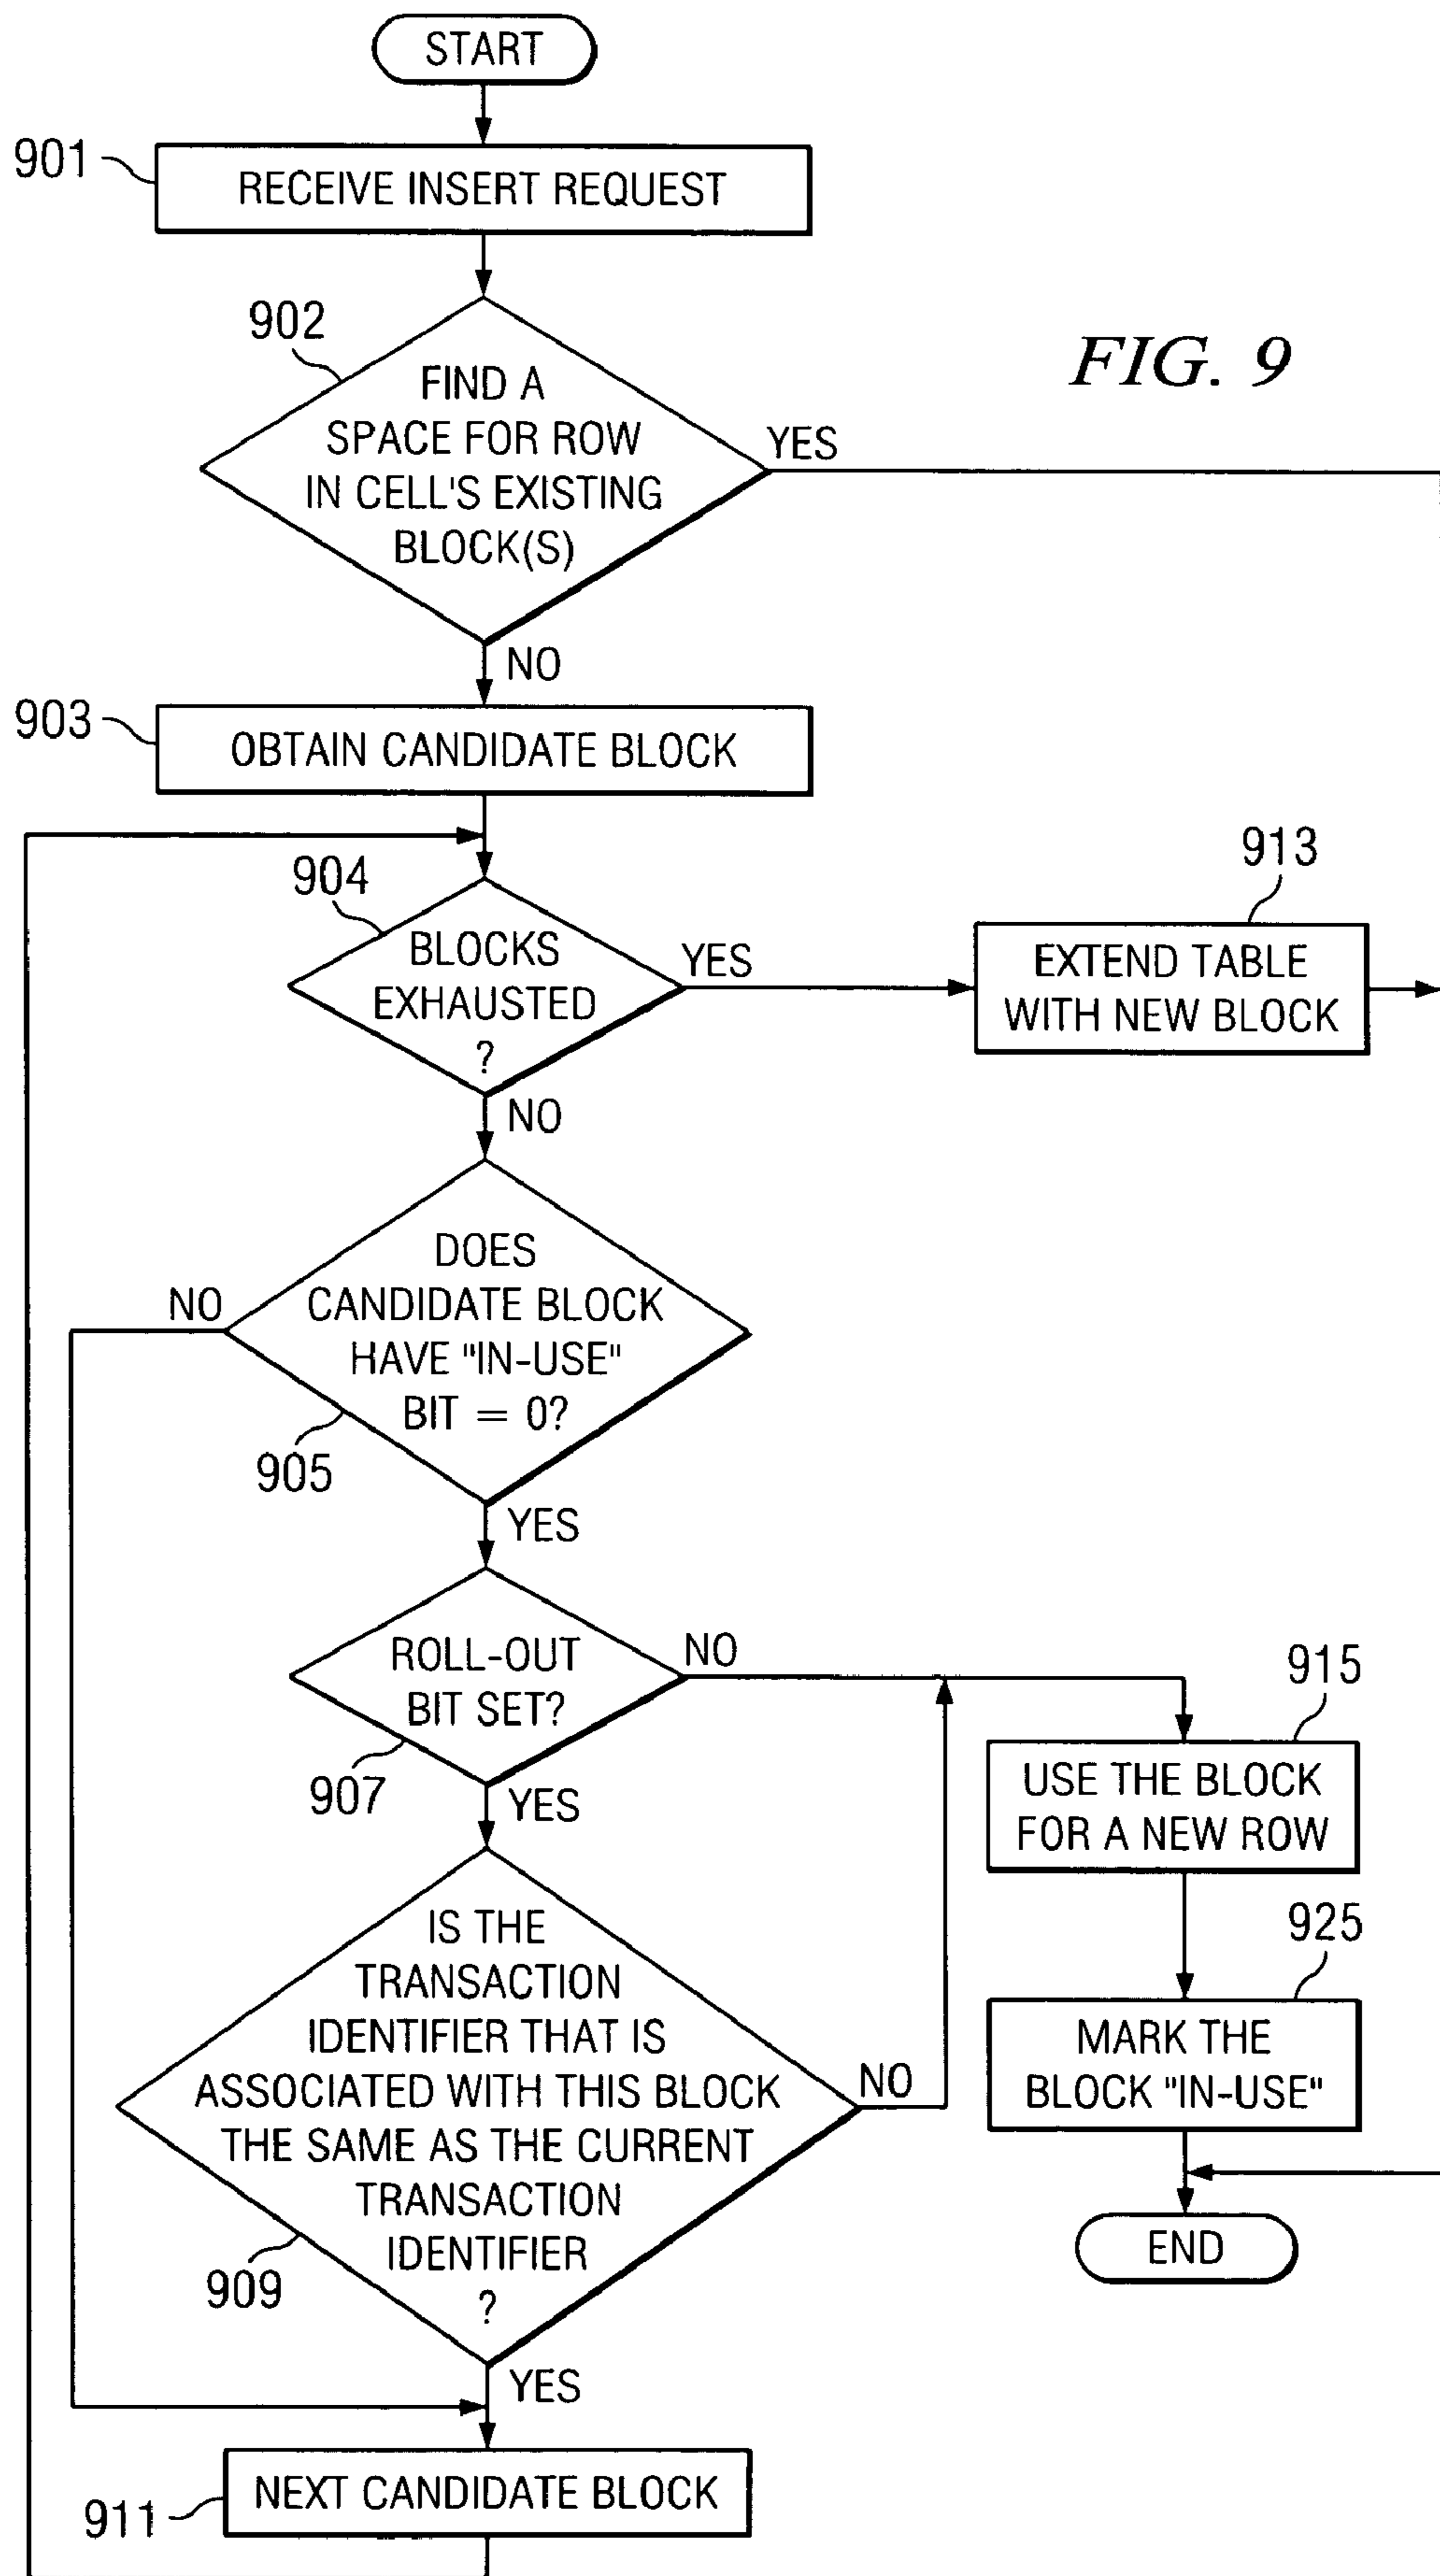 START
901
RECEIVE INSERT REQUEST
902
FIND A
SPACE FOR ROW
IN CELL'S EXISTING
BLOCK(S)
YES
FIG. 9
NO
903
OBTAIN CANDIDATE BLOCK
904
BLOCKS
EXHAUSTED
?
YES
913
EXTEND TABLE
WITH NEW BLOCK
NO
DOES
CANDIDATE BLOCK
HAVE "IN-USE"
BIT = 0?
NO
905
YES
ROLL-OUT
BIT SET?
NO
907
YES
915
USE THE BLOCK
FOR A NEW ROW
925
MARK THE
BLOCK "IN-USE"
IS THE
TRANSACTION
IDENTIFIER THAT IS
ASSOCIATED WITH THIS BLOCK
THE SAME AS THE CURRENT
TRANSACTION
IDENTIFIER
?
NO
909
END
YES
NEXT CANDIDATE BLOCK
911